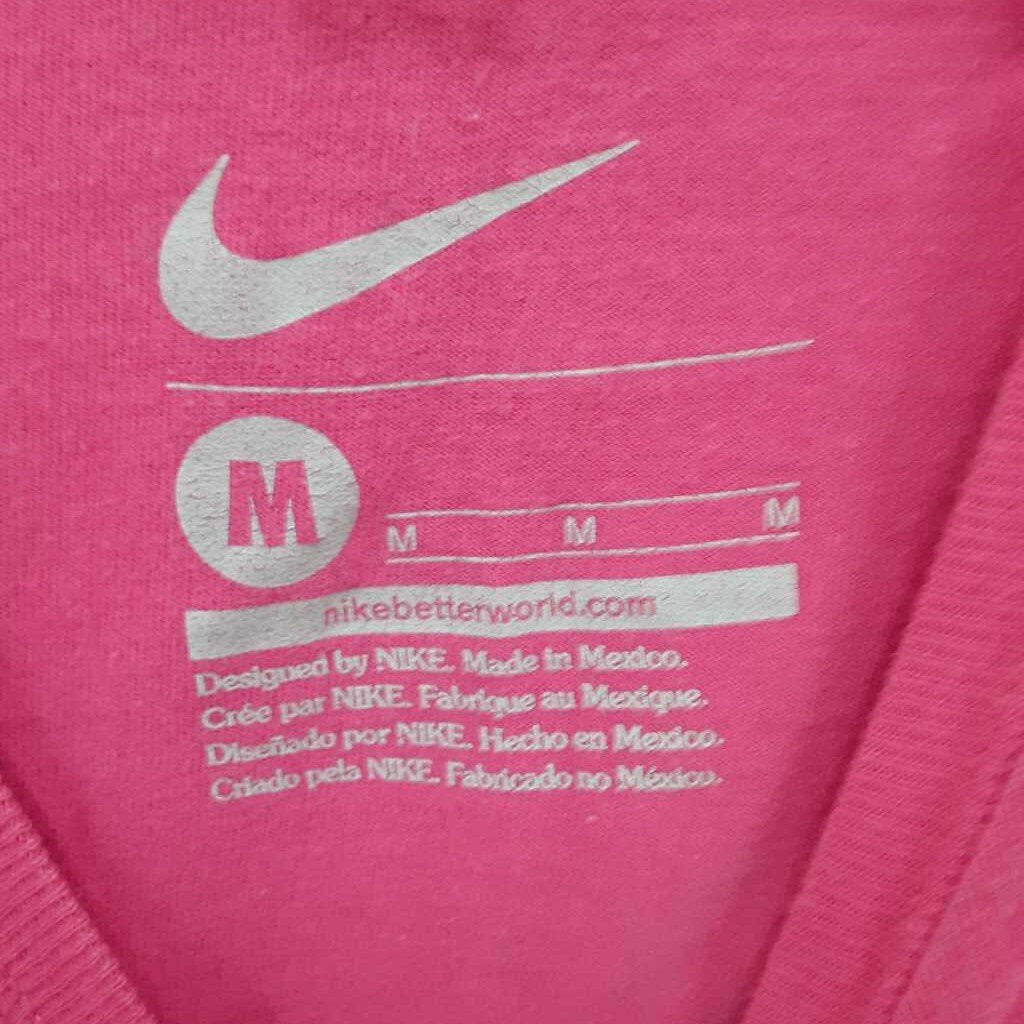 M
M M M
nikebetterworld.com
Designed by NIKE. Made in Mexico.
Crée par NIKE. Fabrique au Mexique.
Diseñado por NIKE. Hecho en Mexico.
Criado pela NIKE. Fabricado no México.